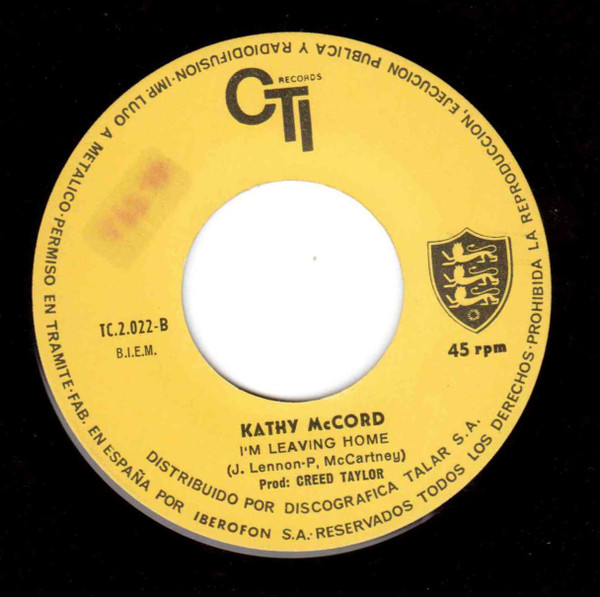 CTI
RECORDS
TC.2.022-B
B.I.E.M.
45 rpm
KATHY McCORD
I'M LEAVING HOME
(J. Lennon-P, McCartney)
Prod: CREED TAYLOR
DISTRIBUIDO POR DISCOGRAFICA TALAR S.A.
IMP. LUJO A METALICO·PERMISO EN TRAMITE·FAB. EN ESPAÑA POR IBEROFON S.A.·RESERVADOS TODOS LOS DERECHOS·PROHIBIDA LA REPRODUCCION, EJECUCION PUBLICA Y RADIODIFUSION·